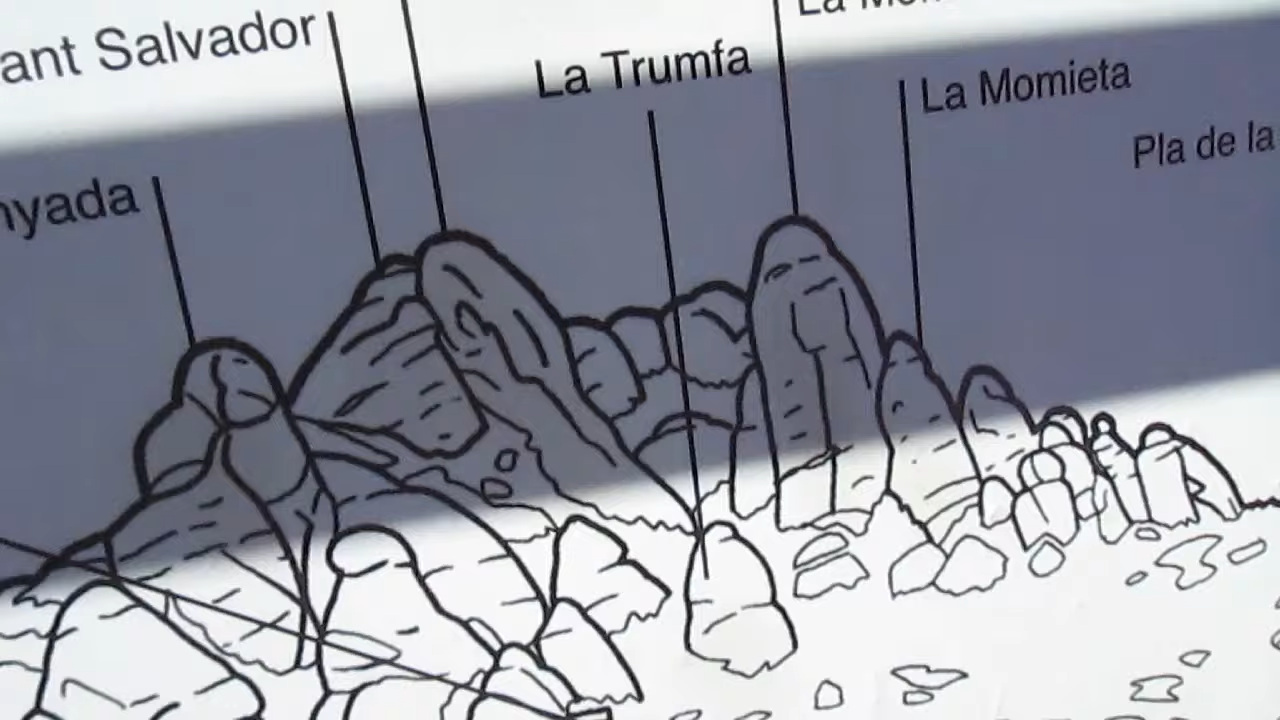 ant Salvador
La Trumfa
La Momieta
Pla de la
nyada